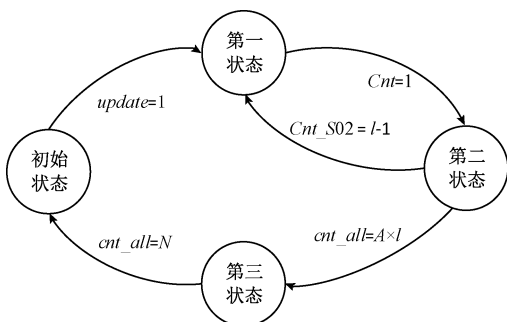 第一
状态
Cnt=1
update=1
Cnt_S02 = l-1
初始
状态
第二
状态
cnt_all=N
cnt_all=A×l
第三
状态